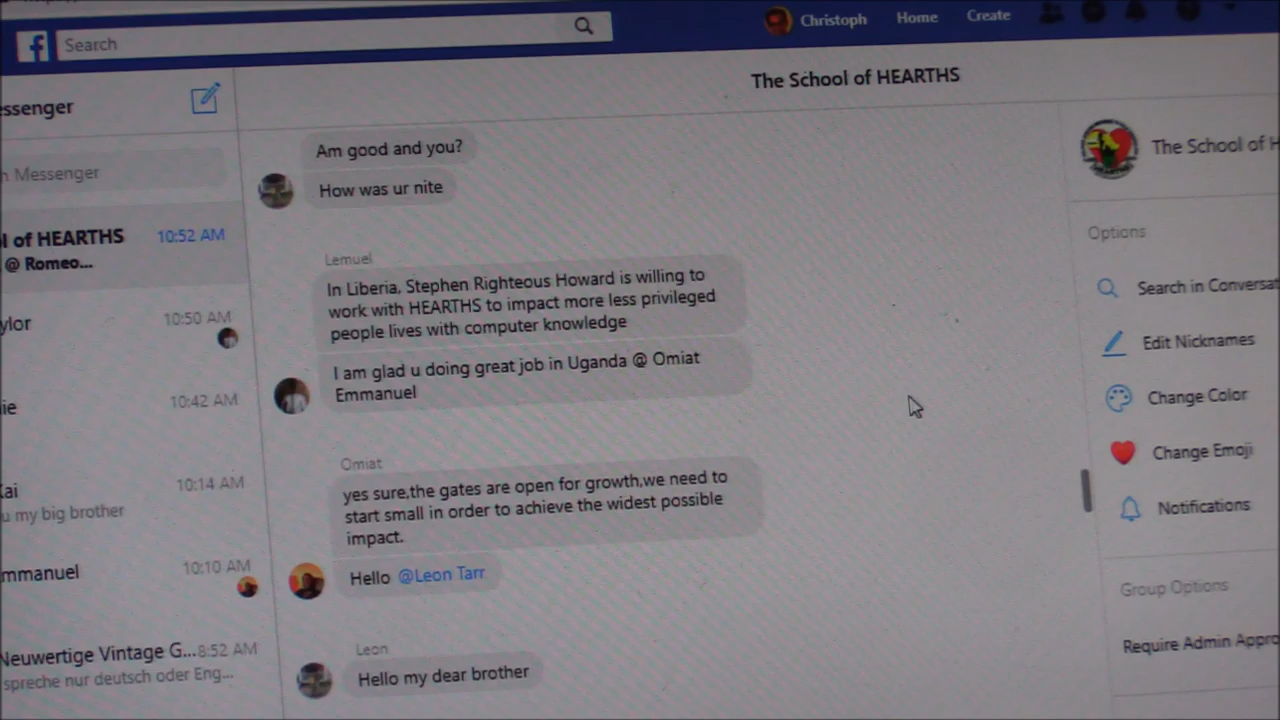 f
Search
Christoph
Home
Create
essenger
The School of HEARTHS
n Messenger
l of HEARTHS
10:52 AM
@ Romeo...
ylor
10:50 AM
ie
10:42 AM
Kai
10:14 AM
u my big brother
mmanuel
10:10 AM
Neuwertige Vintage G...
8:52 AM
spreche nur deutsch oder Eng...
Am good and you?
How was ur nite
Lemuel
In Liberia, Stephen Righteous Howard is willing to
work with HEARTHS to impact more less privileged
people lives with computer knowledge
I am glad u doing great job in Uganda @ Omiat
Emmanuel
Omiat
yes sure,the gates are open for growth,we need to
start small in order to achieve the widest possible
impact.
Hello @Leon Tarr
Leon
Hello my dear brother
The School of H
Options
Search in Conversat
Edit Nicknames
Change Color
Change Emoji
Notifications
Group Options
Require Admin Appro